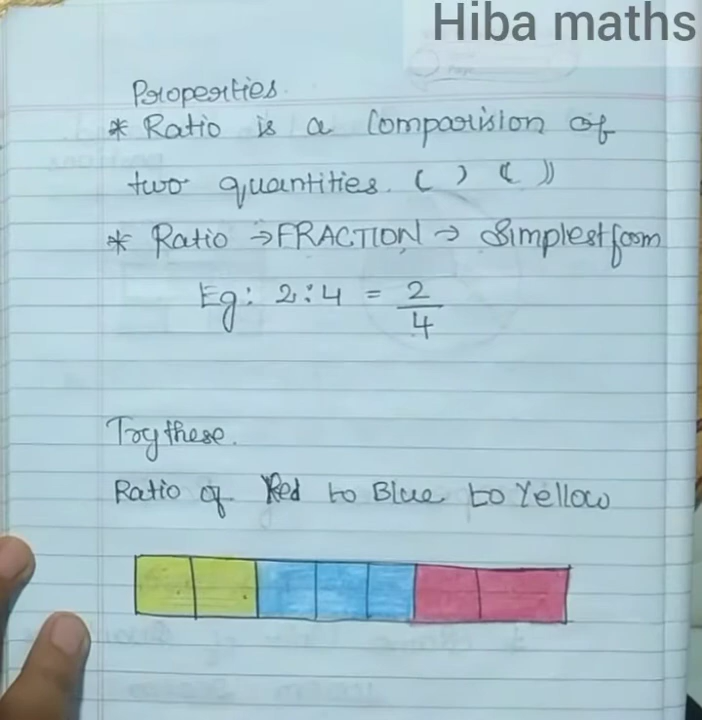 Hiba maths
Properties.
* Ratio is a Comparision of
two quantities. ( ) ( ))
* Ratio → FRACTION → Simplest form
Eg: 2:4 = 2/4
Try these.
Ratio of Red to Blue to Yellow